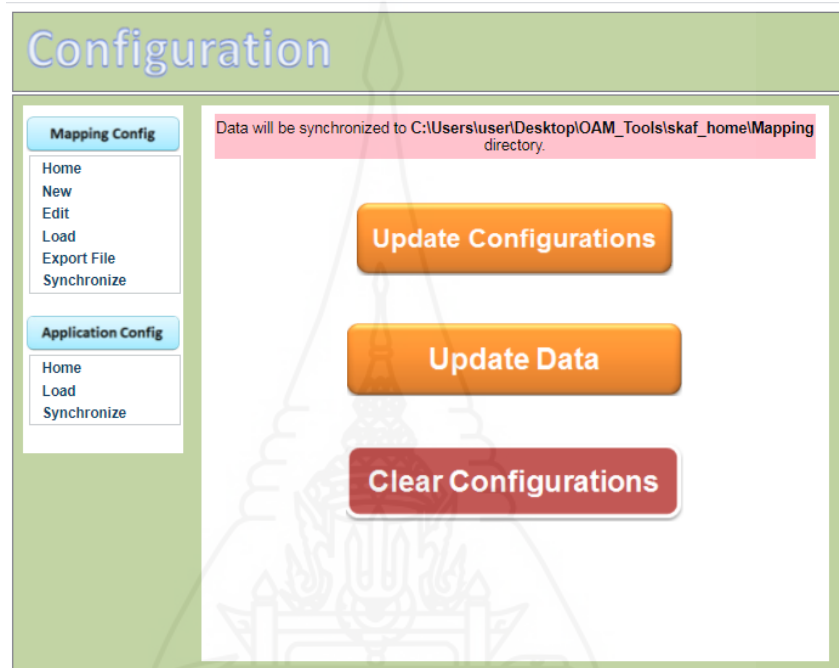 Configuration
Mapping Config
Home
New
Edit
Load
Export File
Synchronize
Application Config
Home
Load
Synchronize
Data will be synchronized to C:\Users\user\Desktop\OAM_Tools\skaf_home\Mapping
directory.
Update Configurations
Update Data
Clear Configurations